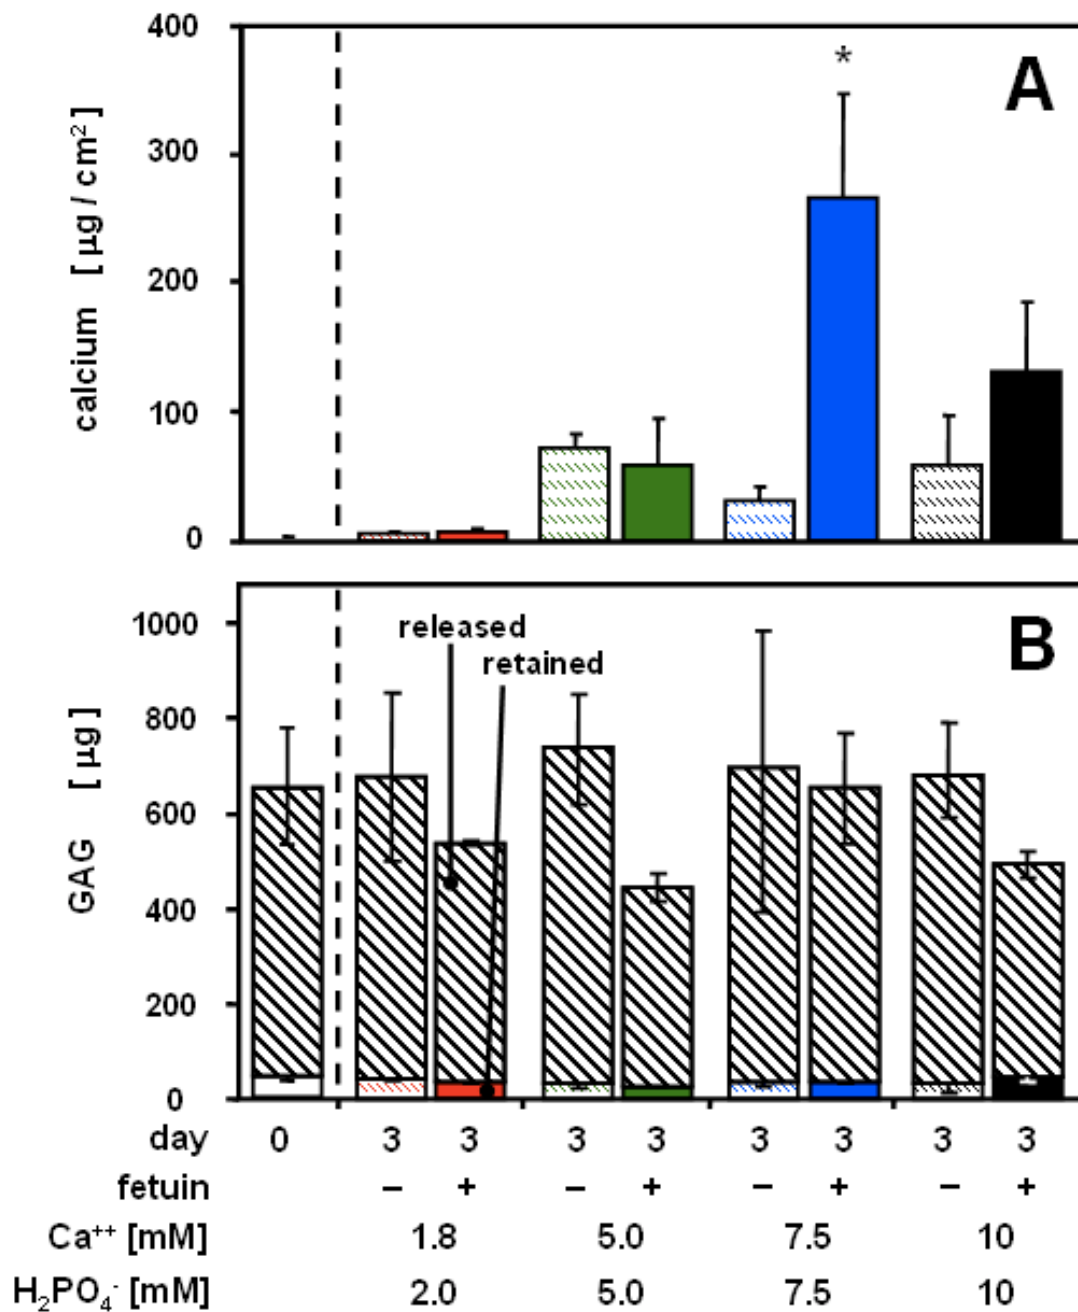 400
*
A
300
calcium [ µg / cm² ]
200
100
0
1000
released
B
retained
800
GAG [ µg ]
600
400
200
0
day 0 3 3 3 3 3 3 3 3
fetuin – + – + – + – +
Ca⁺⁺ [mM] 1.8 5.0 7.5 10
H₂PO₄⁻ [mM] 2.0 5.0 7.5 10